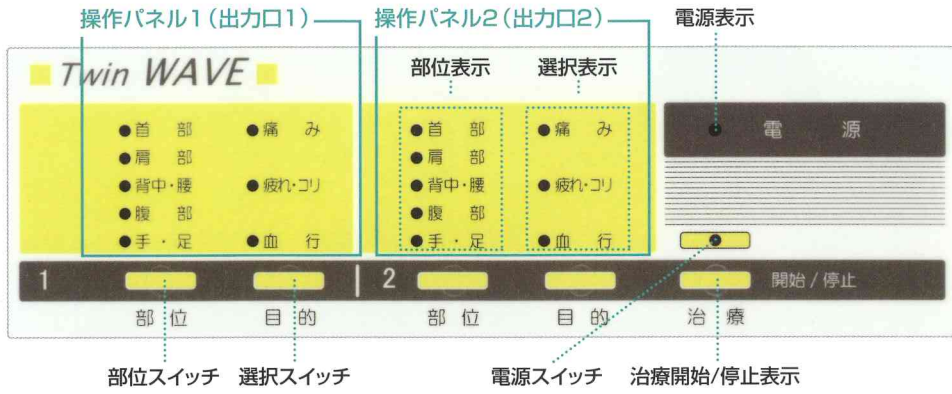 操作パネル1(出力口1)
操作パネル2(出力口2)
電源表示
Twin WAVE
部位表示
選択表示
●首 部
●痛 み
●肩 部
●背中・腰
●疲れ・コリ
●腹 部
●手・足
●血 行
●首 部
●痛 み
●肩 部
●背中・腰
●疲れ・コリ
●腹 部
●手・足
●血 行
電 源
1
2
開始/停止
部 位
目 的
部 位
目 的
治 療
部位スイッチ
選択スイッチ
電源スイッチ
治療開始/停止表示